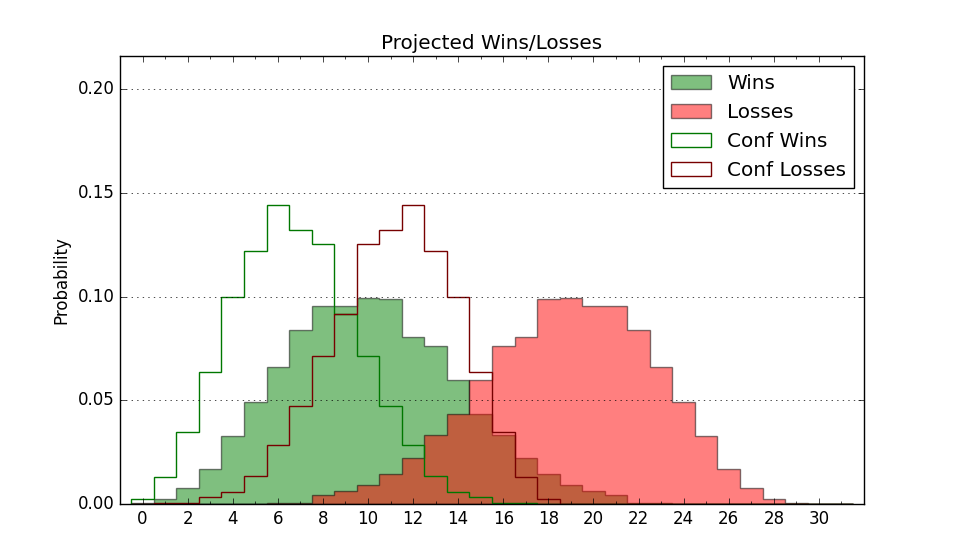 Projected Wins/Losses
Wins
Losses
Conf Wins
Conf Losses
Probability
0.20
0.15
0.10
0.05
0.00
0 2 4 6 8 10 12 14 16 18 20 22 24 26 28 30